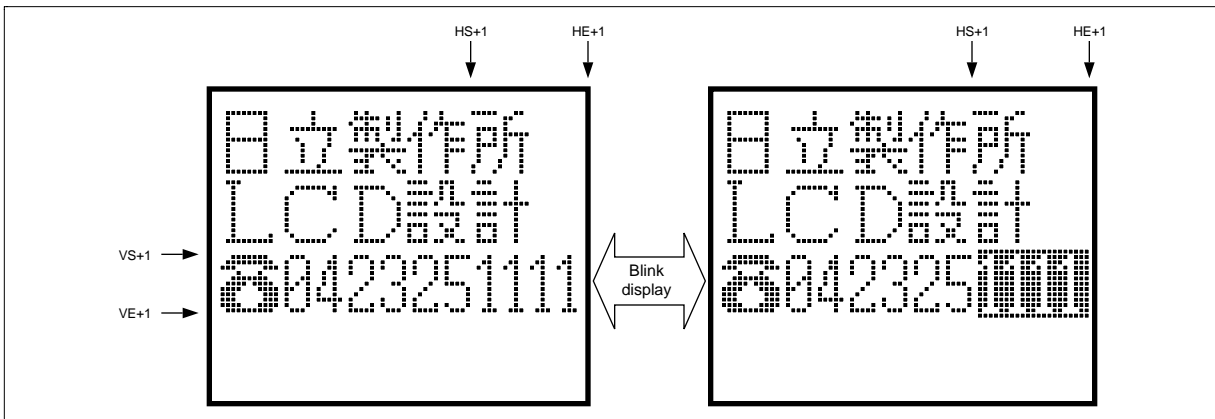 HS+1 HE+1 HS+1 HE+1
日立製作所 日立製作所
LCD設計 LCD設計
VS+1
☎0423251111 Blink display ☎0423251111
VE+1